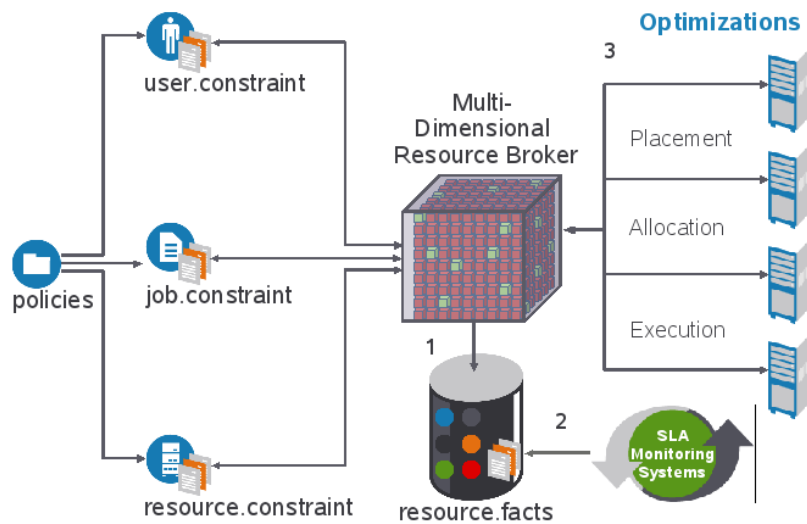 Optimizations
3
user.constraint
Multi-
Dimensional
Resource Broker
Placement
Allocation
policies
job.constraint
Execution
1
2
SLA
Monitoring
Systems
resource.constraint
resource.facts